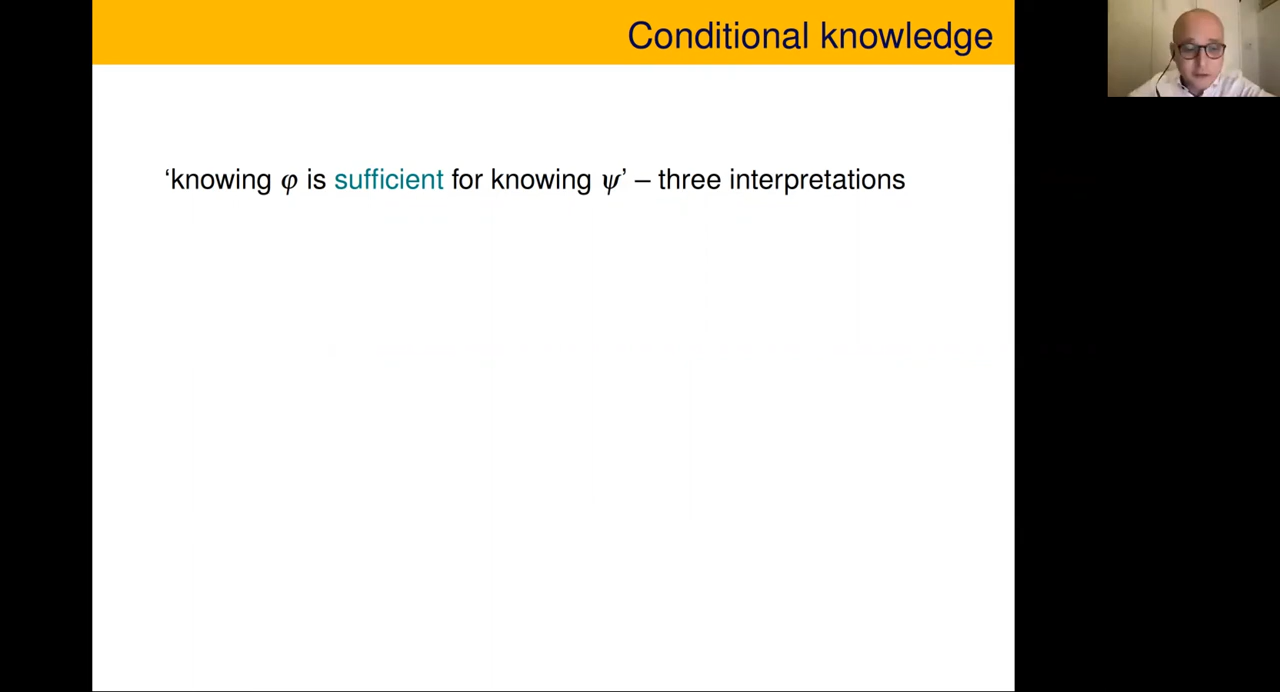 Conditional knowledge
‘knowing φ is sufficient for knowing ψ’ – three interpretations